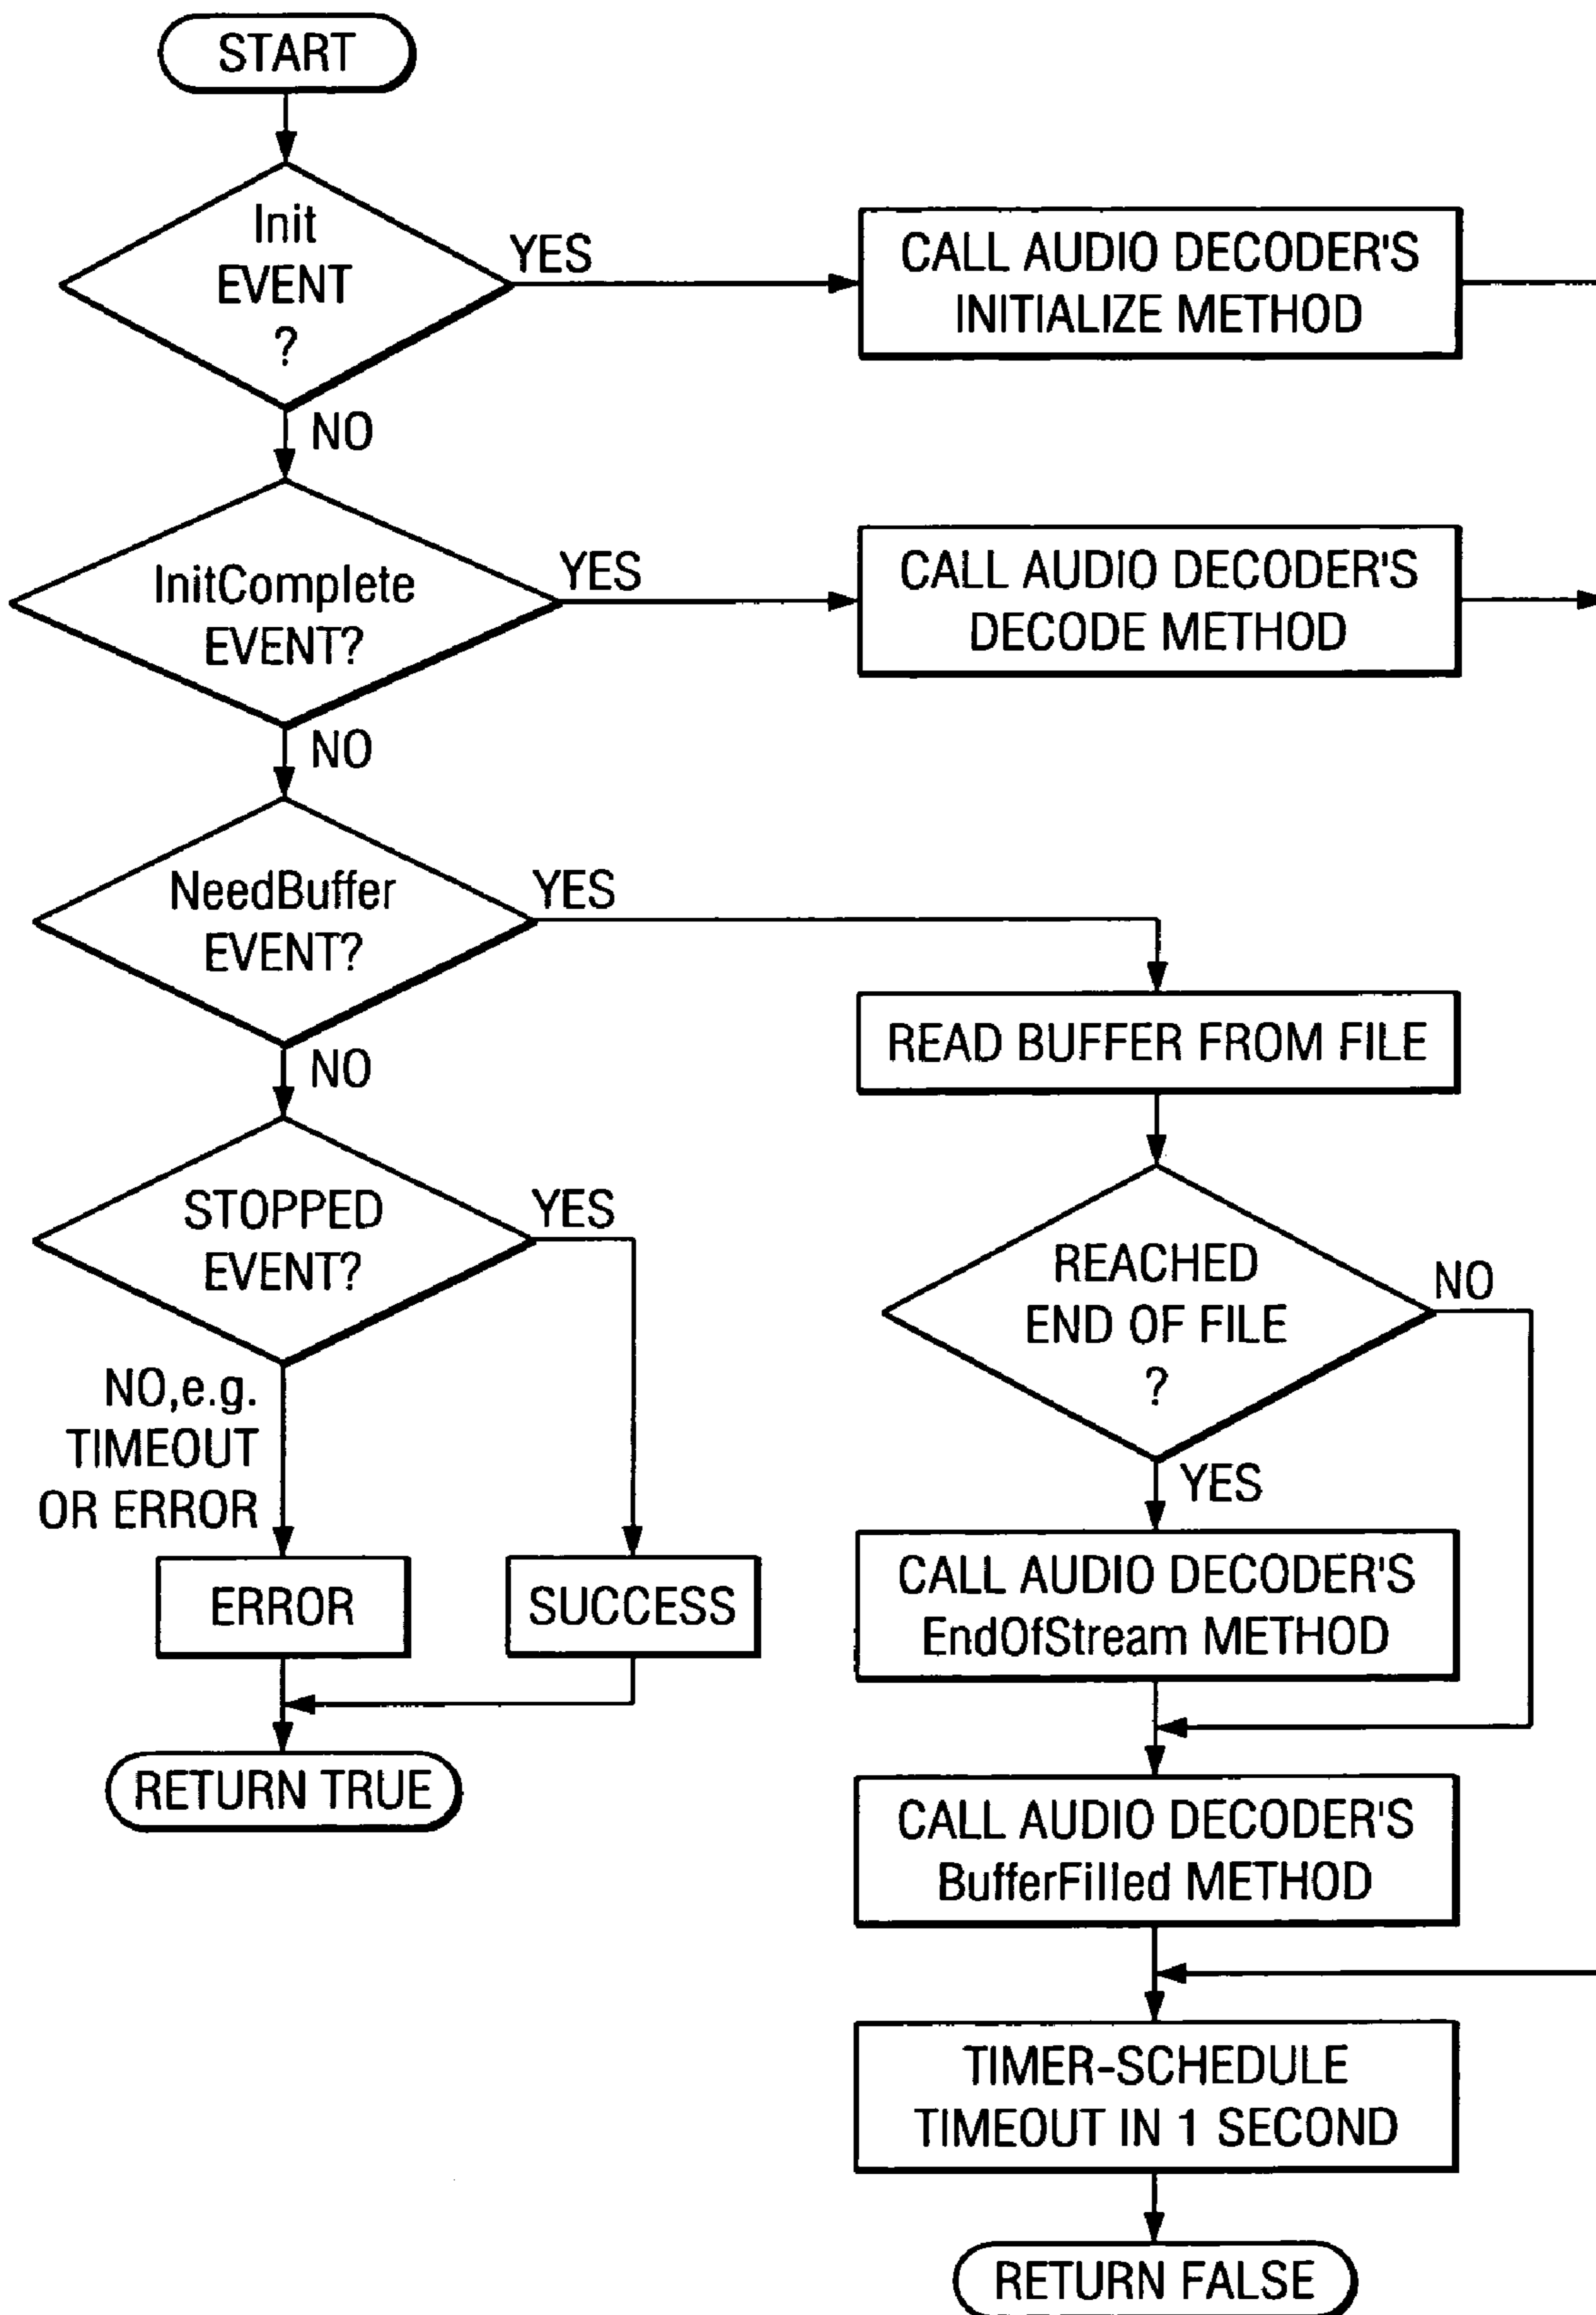 START
Init
EVENT
?
YES
CALL AUDIO DECODER'S
INITIALIZE METHOD
NO
InitComplete
EVENT?
YES
CALL AUDIO DECODER'S
DECODE METHOD
NO
NeedBuffer
EVENT?
YES
READ BUFFER FROM FILE
NO
STOPPED
EVENT?
YES
REACHED
END OF FILE
?
NO
NO,e.g.
TIMEOUT
OR ERROR
YES
ERROR
SUCCESS
CALL AUDIO DECODER'S
EndOfStream METHOD
RETURN TRUE
CALL AUDIO DECODER'S
BufferFilled METHOD
TIMER-SCHEDULE
TIMEOUT IN 1 SECOND
RETURN FALSE